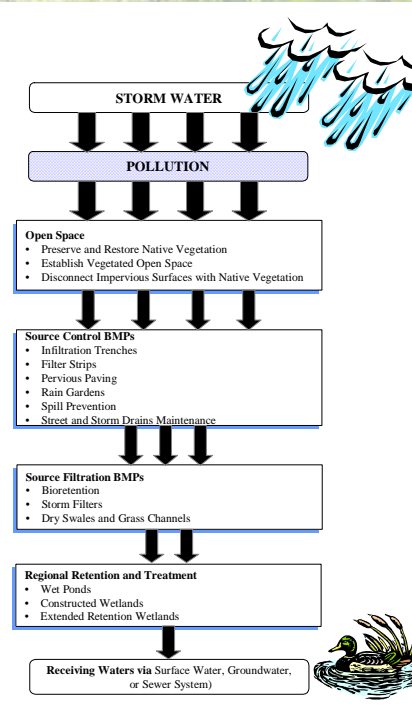 STORM WATER
POLLUTION
Open Space
• Preserve and Restore Native Vegetation
• Establish Vegetated Open Space
• Disconnect Impervious Surfaces with Native Vegetation
Source Control BMPs
• Infiltration Trenches
• Filter Strips
• Pervious Paving
• Rain Gardens
• Spill Prevention
• Street and Storm Drains Maintenance
Source Filtration BMPs
• Bioretention
• Storm Filters
• Dry Swales and Grass Channels
Regional Retention and Treatment
• Wet Ponds
• Constructed Wetlands
• Extended Retention Wetlands
Receiving Waters via Surface Water, Groundwater,
or Sewer System)